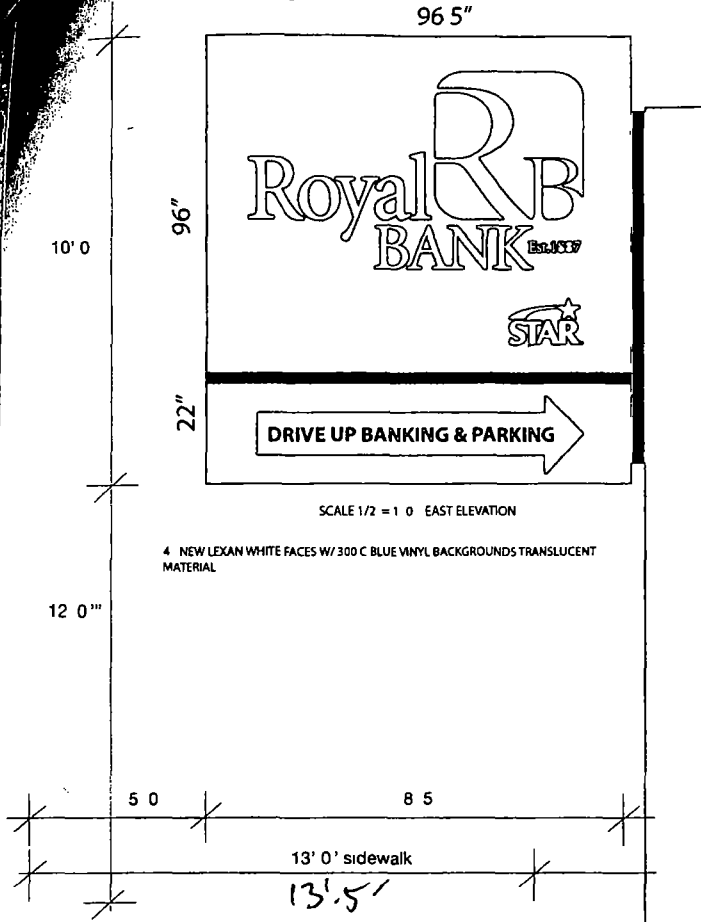 96 5"
10' 0
96"
Royal RB
BANK Est.1887
STAR
22"
DRIVE UP BANKING & PARKING
SCALE 1/2 = 1 0 EAST ELEVATION
4 NEW LEXAN WHITE FACES W/ 300 C BLUE VINYL BACKGROUNDS TRANSLUCENT
MATERIAL
12 0'"
5 0
8 5
13' 0' sidewalk
13'.5'